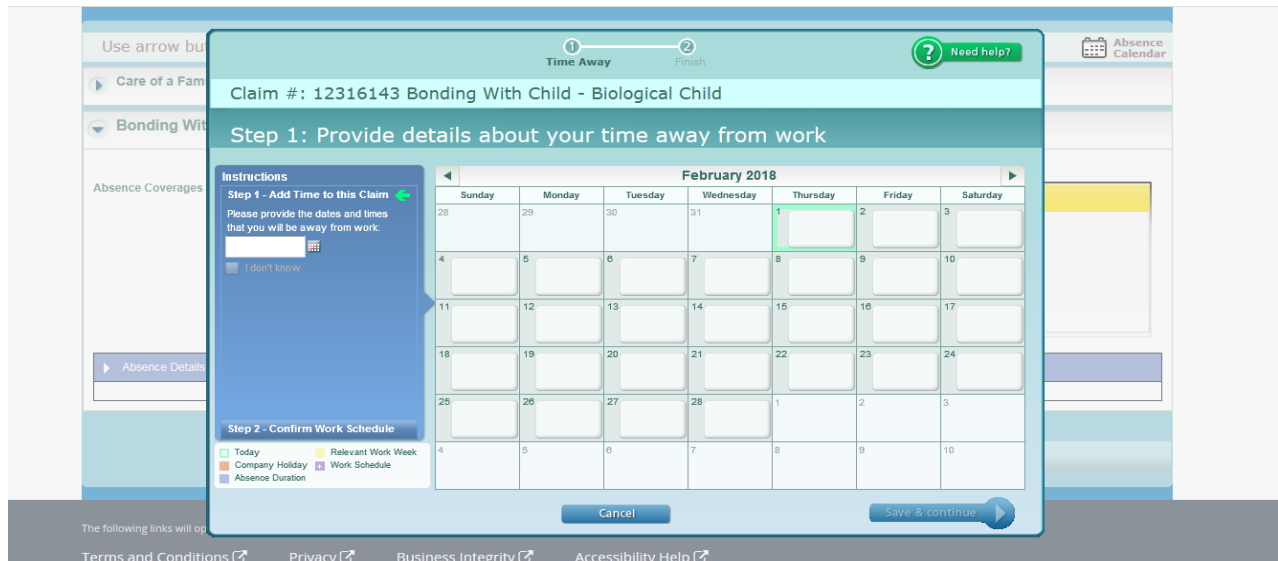 Use arrow bu
1
2
Time Away
Finish
? Need help?
Absence
Calendar
Care of a Fam
Claim #: 12316143 Bonding With Child - Biological Child
Bonding Wit
Step 1: Provide details about your time away from work
Absence Coverages
Instructions
Step 1 - Add Time to this Claim
Please provide the dates and times
that you will be away from work:
I don't know.
Step 2 - Confirm Work Schedule
Today
Relevant Work Week
Company Holiday
Work Schedule
Absence Duration
February 2018
Sunday Monday Tuesday Wednesday Thursday Friday Saturday
28 29 30 31 1 2 3
4 5 6 7 8 9 10
11 12 13 14 15 16 17
18 19 20 21 22 23 24
25 26 27 28 1 2 3
4 5 6 7 8 9 10
Absence Details
Cancel
Save & continue
The following links will op
Terms and Conditions Privacy Business Integrity Accessibility Help